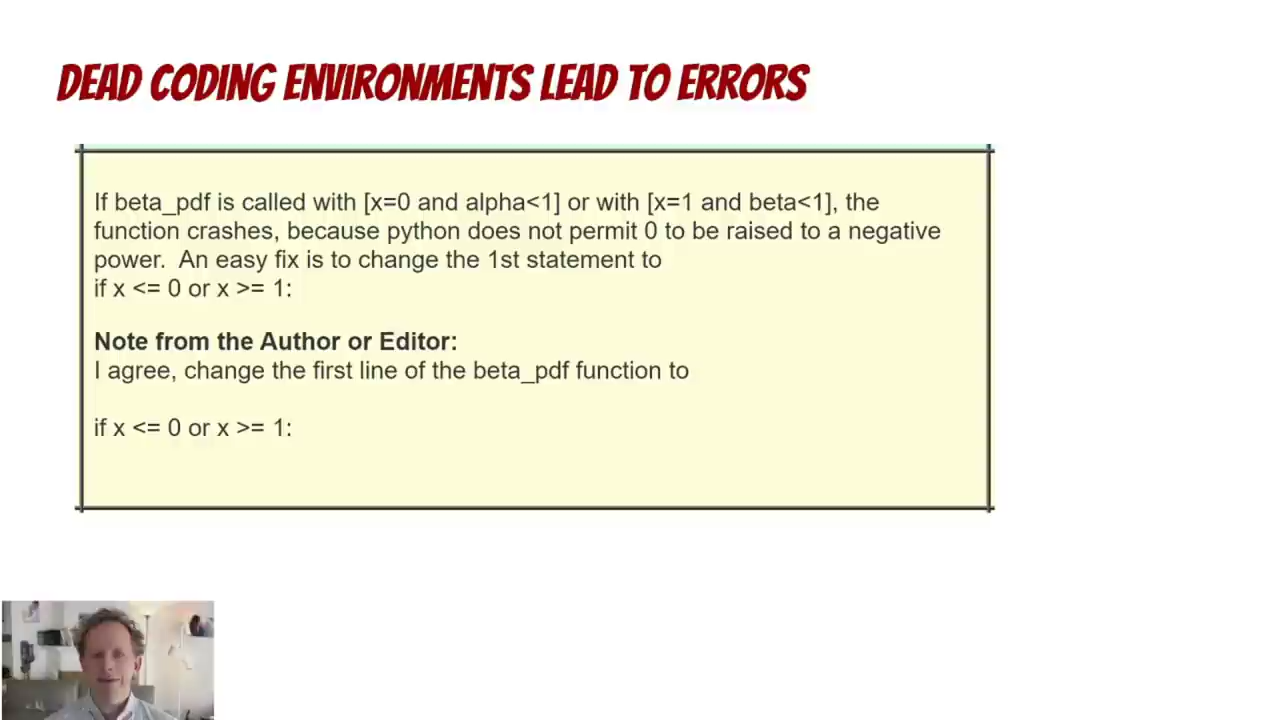 DEAD CODING ENVIRONMENTS LEAD TO ERRORS
If beta_pdf is called with [x=0 and alpha<1] or with [x=1 and beta<1], the
function crashes, because python does not permit 0 to be raised to a negative
power.  An easy fix is to change the 1st statement to
if x <= 0 or x >= 1:
Note from the Author or Editor:
I agree, change the first line of the beta_pdf function to
if x <= 0 or x >= 1: